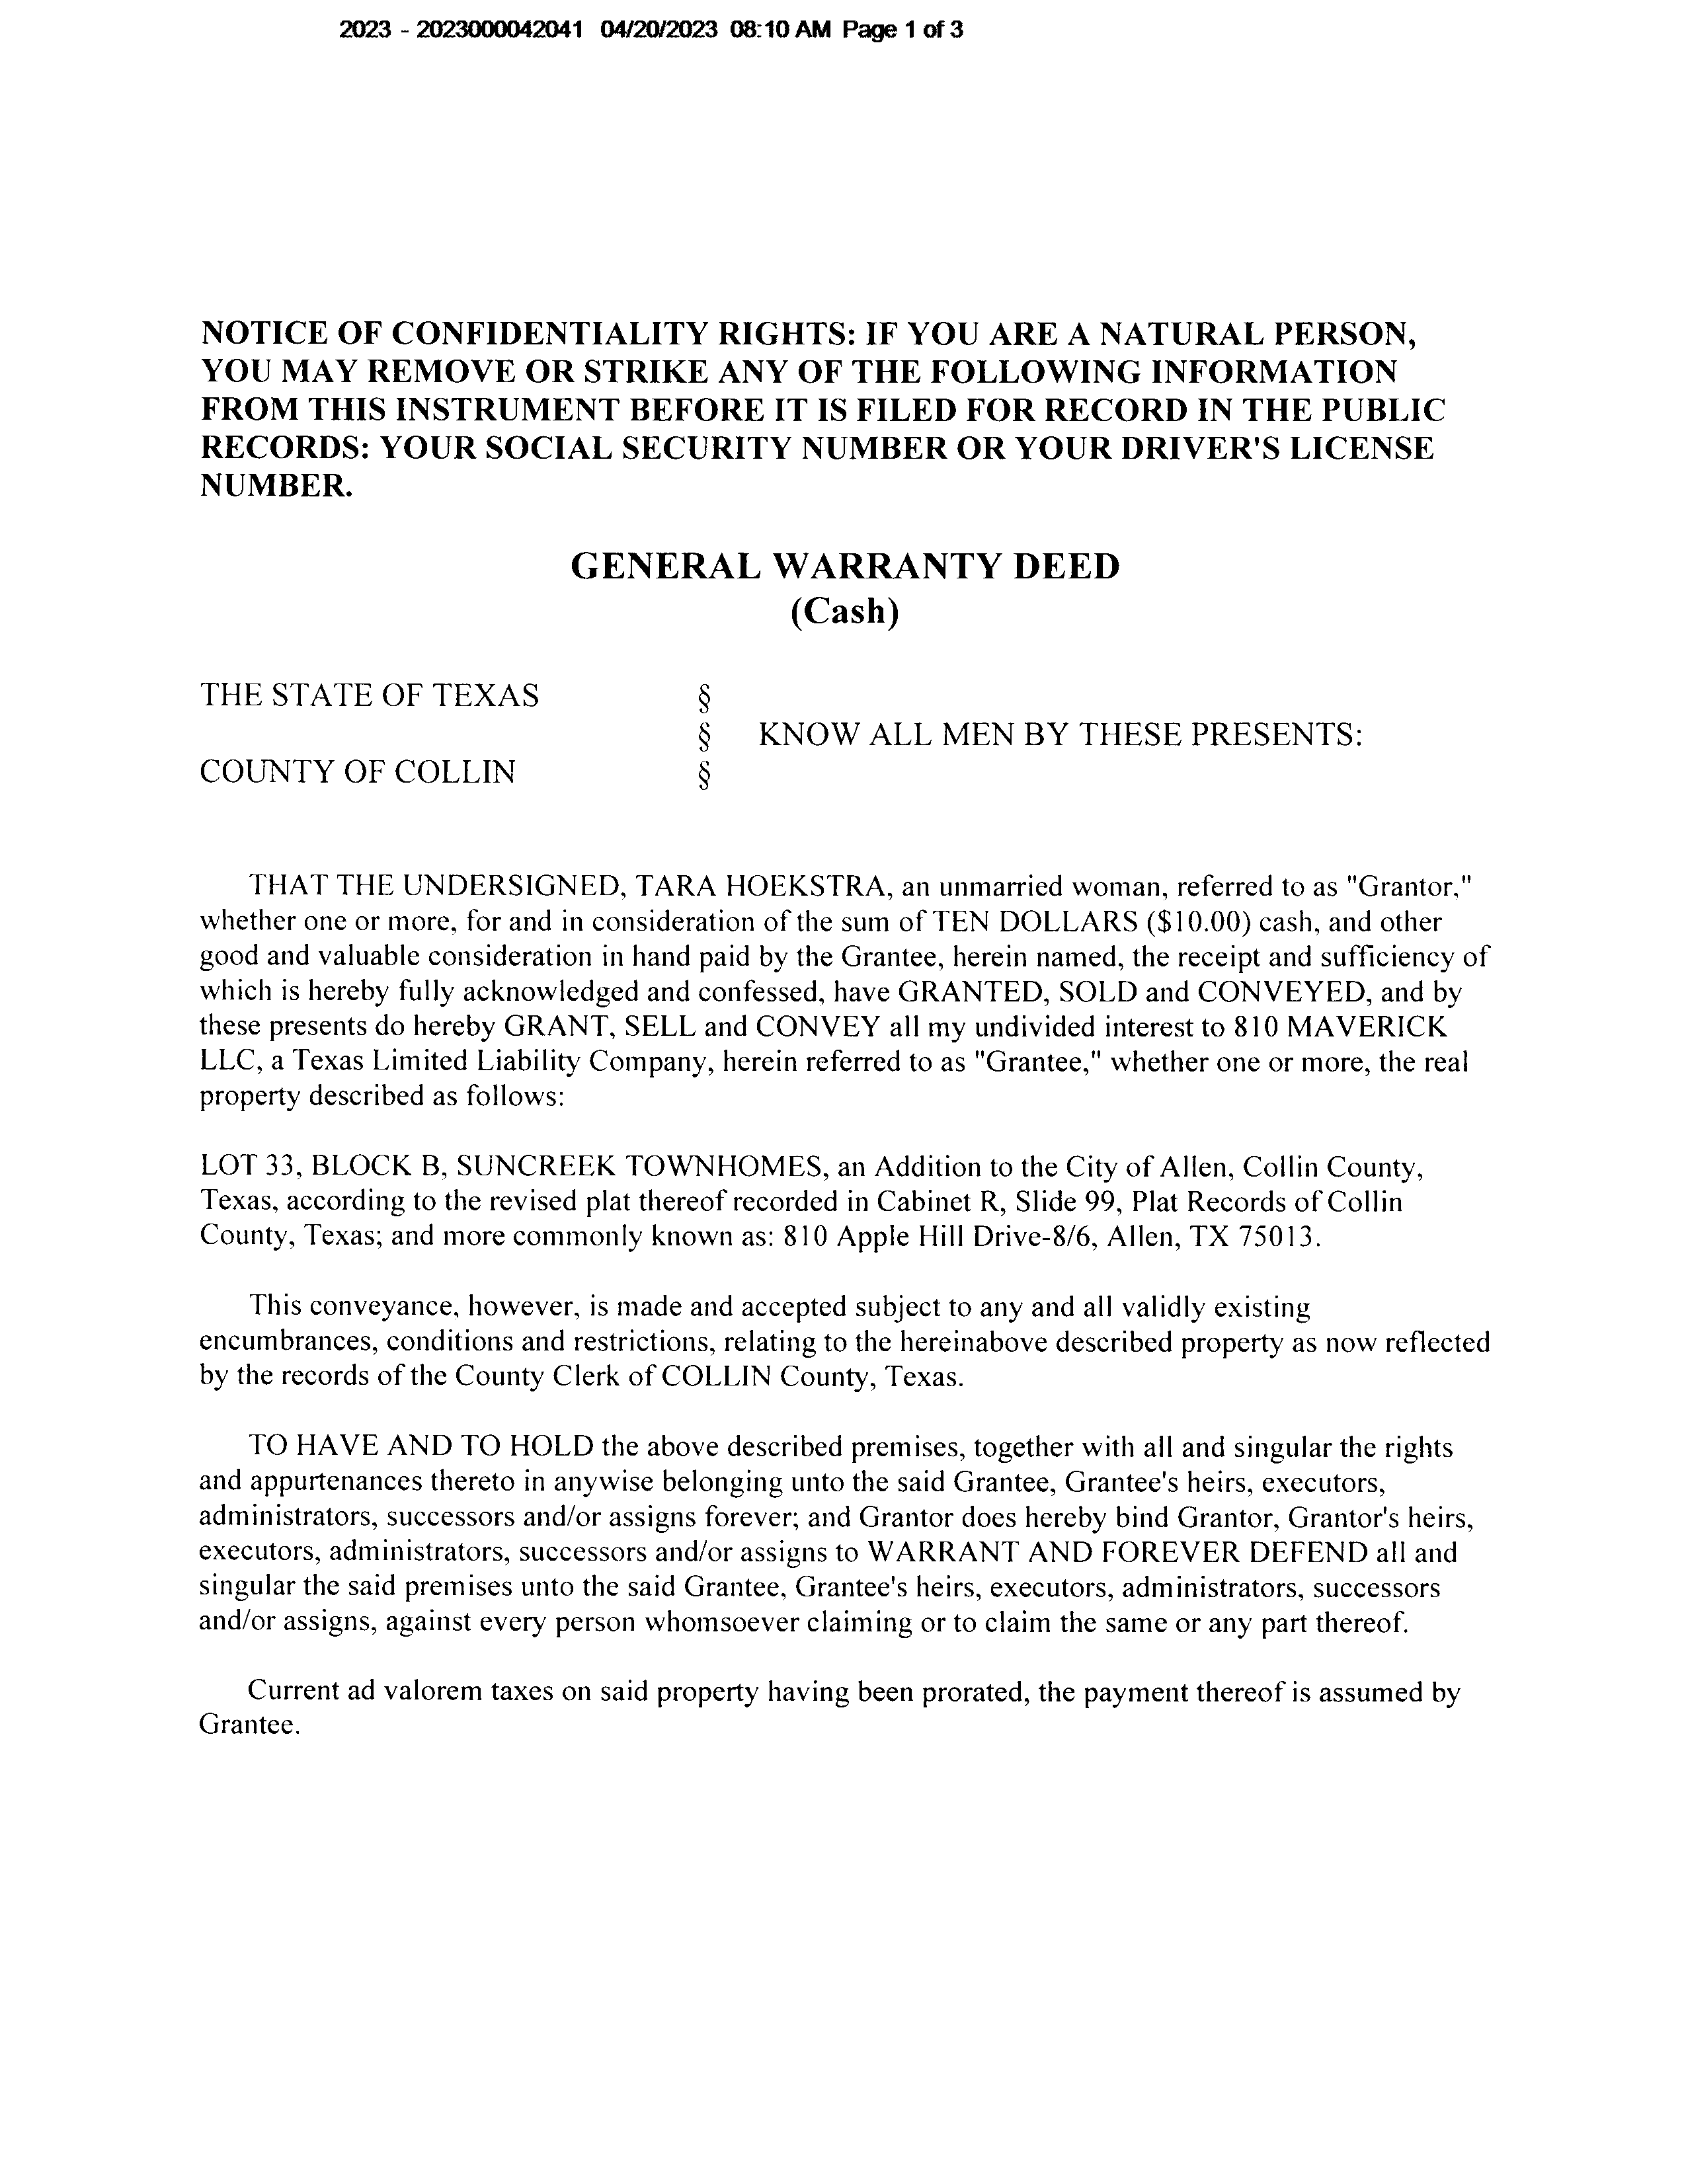 2023 - 2023000042041 04/20/2023 08:10 AM Page 1 of 3
NOTICE OF CONFIDENTIALITY RIGHTS: IF YOU ARE A NATURAL PERSON,
YOU MAY REMOVE OR STRIKE ANY OF THE FOLLOWING INFORMATION
FROM THIS INSTRUMENT BEFORE IT IS FILED FOR RECORD IN THE PUBLIC
RECORDS: YOUR SOCIAL SECURITY NUMBER OR YOUR DRIVER'S LICENSE
NUMBER.
GENERAL WARRANTY DEED
(Cash)
THE STATE OF TEXAS §
§ KNOW ALL MEN BY THESE PRESENTS:
COUNTY OF COLLIN §
THAT THE UNDERSIGNED, TARA HOEKSTRA, an unmarried woman, referred to as "Grantor,"
whether one or more, for and in consideration of the sum of TEN DOLLARS ($10.00) cash, and other
good and valuable consideration in hand paid by the Grantee, herein named, the receipt and sufficiency of
which is hereby fully acknowledged and confessed, have GRANTED, SOLD and CONVEYED, and by
these presents do hereby GRANT, SELL and CONVEY all my undivided interest to 810 MAVERICK
LLC, a Texas Limited Liability Company, herein referred to as "Grantee," whether one or more, the real
property described as follows:
LOT 33, BLOCK B, SUNCREEK TOWNHOMES, an Addition to the City of Allen, Collin County,
Texas, according to the revised plat thereof recorded in Cabinet R, Slide 99, Plat Records of Collin
County, Texas; and more commonly known as: 810 Apple Hill Drive-8/6, Allen, TX 75013.
This conveyance, however, is made and accepted subject to any and all validly existing
encumbrances, conditions and restrictions, relating to the hereinabove described property as now reflected
by the records of the County Clerk of COLLIN County, Texas.
TO HAVE AND TO HOLD the above described premises, together with all and singular the rights
and appurtenances thereto in anywise belonging unto the said Grantee, Grantee's heirs, executors,
administrators, successors and/or assigns forever; and Grantor does hereby bind Grantor, Grantor's heirs,
executors, administrators, successors and/or assigns to WARRANT AND FOREVER DEFEND all and
singular the said premises unto the said Grantee, Grantee's heirs, executors, administrators, successors
and/or assigns, against every person whomsoever claiming or to claim the same or any part thereof.
Current ad valorem taxes on said property having been prorated, the payment thereof is assumed by
Grantee.